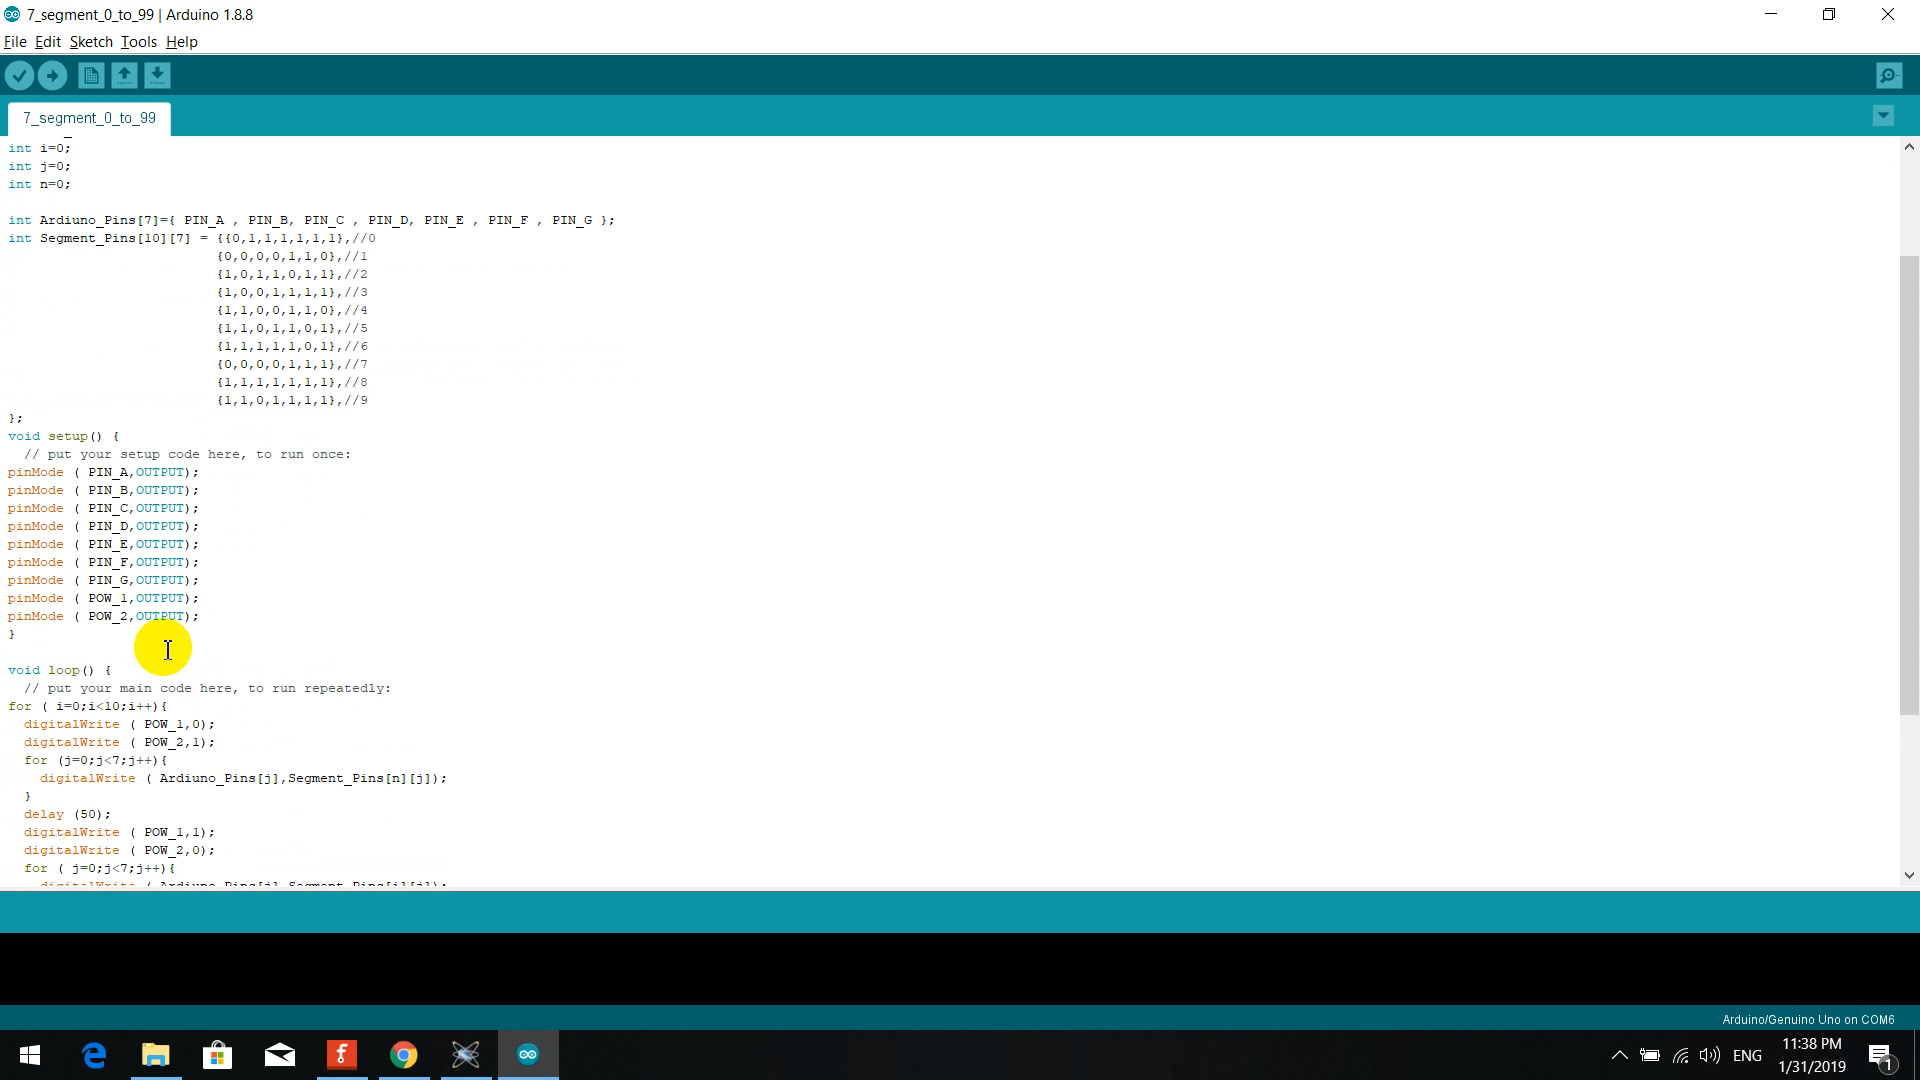 7_segment_0_to_99 | Arduino 1.8.8
File Edit Sketch Tools Help
7_segment_0_to_99
int i=0;
int j=0;
int n=0;
int Ardiuno_Pins[7]={ PIN_A , PIN_B, PIN_C , PIN_D, PIN_E , PIN_F , PIN_G };
int Segment_Pins[10][7] = {{0,1,1,1,1,1,1},//0
{0,0,0,0,1,1,0},//1
{1,0,1,1,0,1,1},//2
{1,0,0,1,1,1,1},//3
{1,1,0,0,1,1,0},//4
{1,1,0,1,1,0,1},//5
{1,1,1,1,1,0,1},//6
{0,0,0,0,1,1,1},//7
{1,1,1,1,1,1,1},//8
{1,1,0,1,1,1,1},//9
};
void setup() {
// put your setup code here, to run once:
pinMode ( PIN_A,OUTPUT);
pinMode ( PIN_B,OUTPUT);
pinMode ( PIN_C,OUTPUT);
pinMode ( PIN_D,OUTPUT);
pinMode ( PIN_E,OUTPUT);
pinMode ( PIN_F,OUTPUT);
pinMode ( PIN_G,OUTPUT);
pinMode ( POW_1,OUTPUT);
pinMode ( POW_2,OUTPUT);
}
void loop() {
// put your main code here, to run repeatedly:
for ( i=0;i<10;i++){
digitalWrite ( POW_1,0);
digitalWrite ( POW_2,1);
for (j=0;j<7;j++){
digitalWrite ( Ardiuno_Pins[j],Segment_Pins[n][j]);
}
delay (50);
digitalWrite ( POW_1,1);
digitalWrite ( POW_2,0);
for ( j=0;j<7;j++){
digitalWrite ( Ardiuno_Pins[j],Segment_Pins[i][j]);
Arduino/Genuino Uno on COM6
ENG
11:38 PM
1/31/2019
1